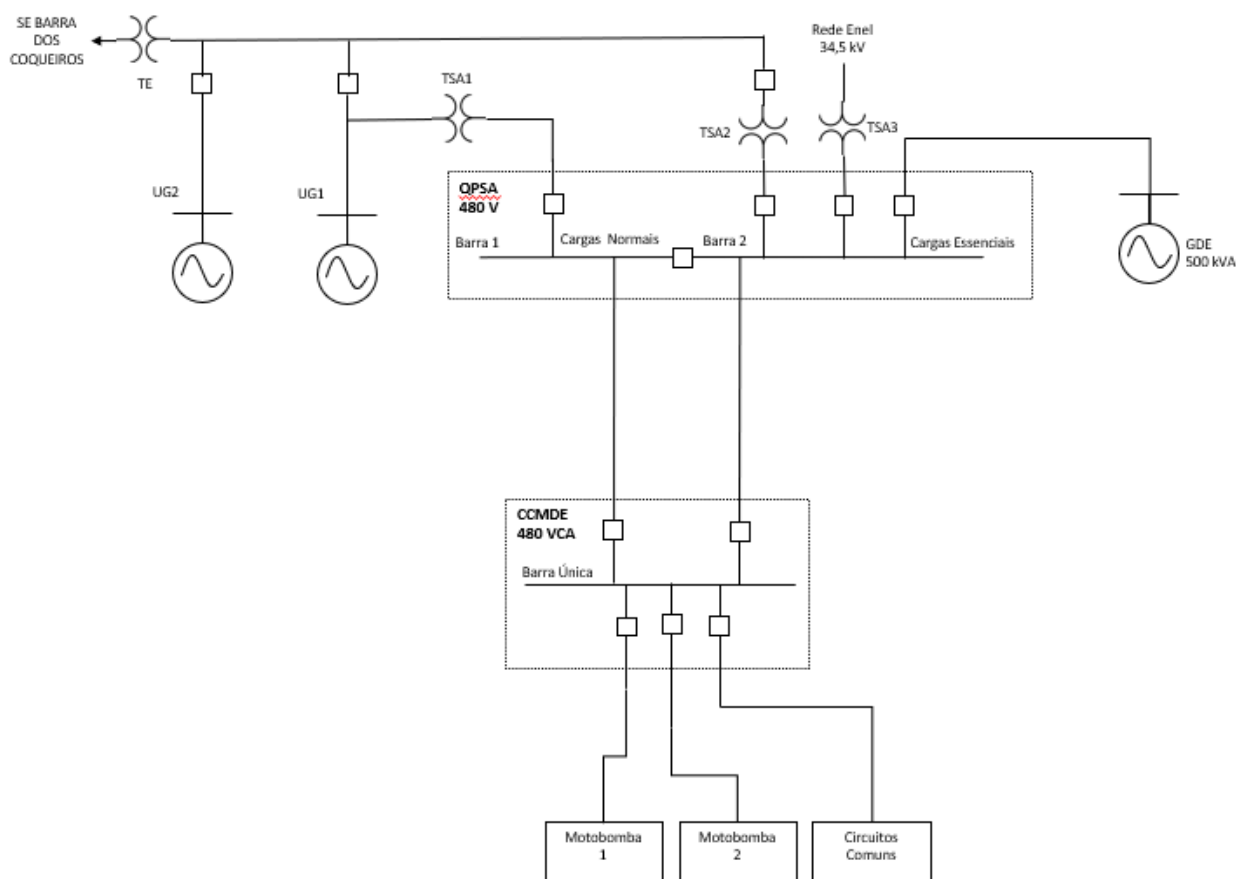 SE BARRA
DOS
COQUEIROS
TE
TSA1
Rede Enel
34,5 kV
TSA2
TSA3
UG2
UG1
QPSA
480 V
Barra 1
Cargas Normais
Barra 2
Cargas Essenciais
GDE
500 kVA
CCMDE
480 VCA
Barra Única
Motobomba
1
Motobomba
2
Circuitos
Comuns